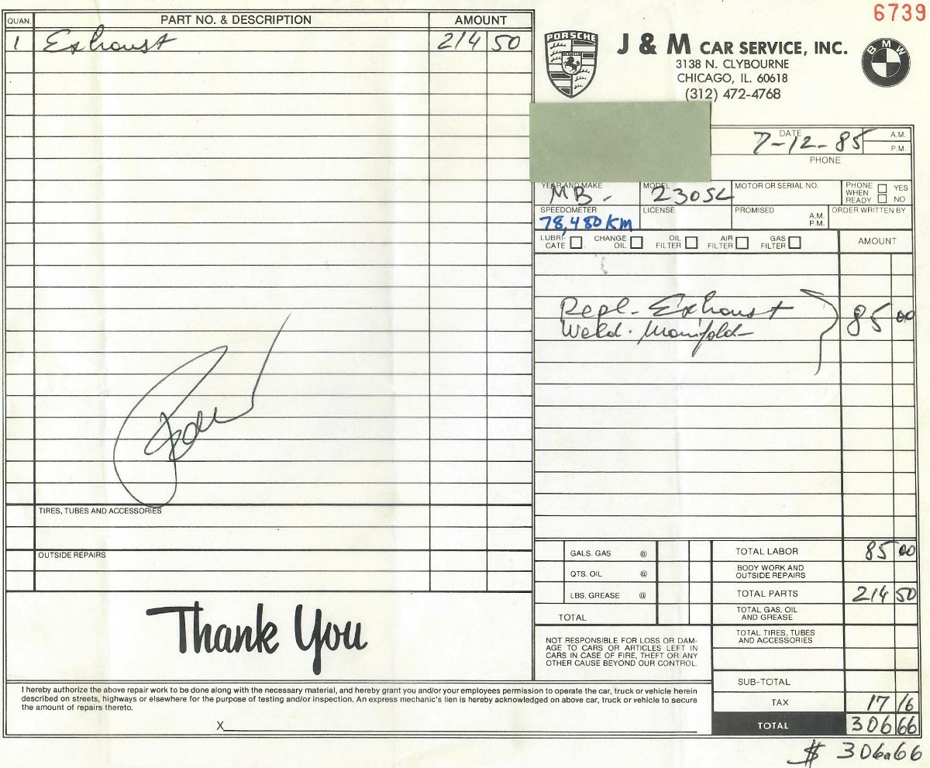 6739
QUAN. PART NO. & DESCRIPTION AMOUNT
1 Exhaust 214 50
TIRES, TUBES AND ACCESSORIES
OUTSIDE REPAIRS
Thank You
PORSCHE
BMW
J & M CAR SERVICE, INC.
3138 N. CLYBOURNE
CHICAGO, IL. 60618
(312) 472-4768
DATE 7-12-85 A.M.
P.M.
PHONE
YEAR AND MAKE MB- MODEL 230SL MOTOR OR SERIAL NO. PHONE WHEN READY YES NO
SPEEDOMETER 78,480 KM LICENSE PROMISED A.M. P.M. ORDER WRITTEN BY
LUBRI-CATE CHANGE OIL OIL FILTER AIR FILTER GAS FILTER AMOUNT
Repl- Exhaust
Weld. Manifold 85 00
GALS. GAS @ TOTAL LABOR 85 00
QTS. OIL @ BODY WORK AND OUTSIDE REPAIRS
LBS. GREASE @ TOTAL PARTS 214 50
TOTAL TOTAL GAS, OIL AND GREASE
NOT RESPONSIBLE FOR LOSS OR DAM-
AGE TO CARS OR ARTICLES LEFT IN
CARS IN CASE OF FIRE, THEFT OR ANY
OTHER CAUSE BEYOND OUR CONTROL.
TOTAL TIRES, TUBES AND ACCESSORIES
SUB-TOTAL
TAX 17 16
TOTAL 306 66
$ 306.66
I hereby authorize the above repair work to be done along with the necessary material, and hereby grant you and/or your employees permission to operate the car, truck or vehicle herein
described on streets, highways or elsewhere for the purpose of testing and/or inspection. An express mechanic's lien is hereby acknowledged on above car, truck or vehicle to secure
the amount of repairs thereto.
X